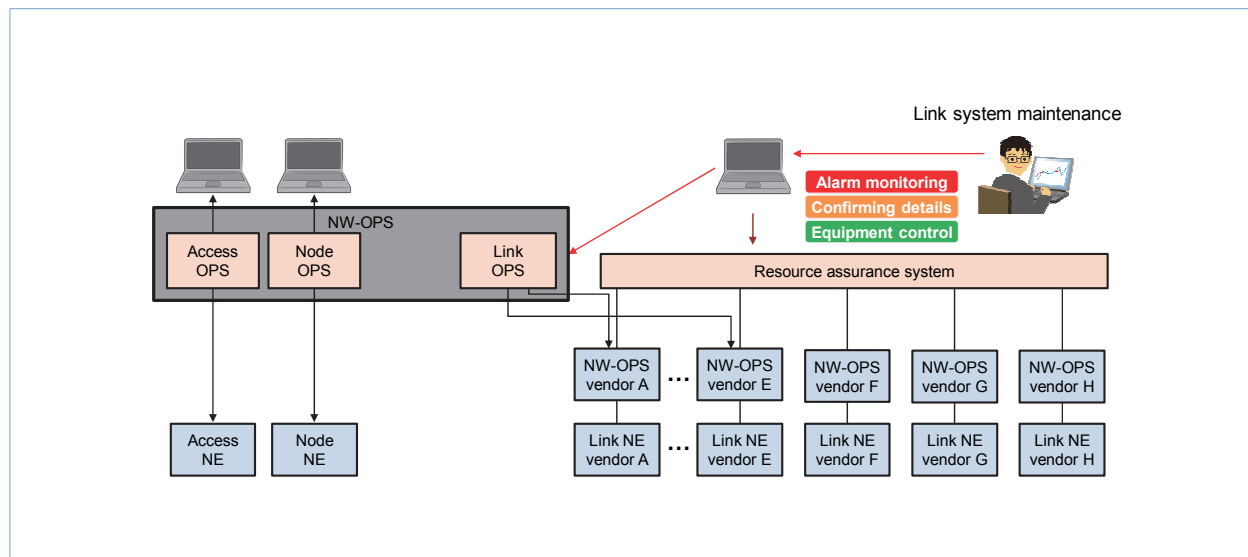 Link system maintenance
Alarm monitoring
Confirming details
Equipment control
NW-OPS
Access
OPS
Node
OPS
Link
OPS
Resource assurance system
NW-OPS
vendor A
...
NW-OPS
vendor E
NW-OPS
vendor F
NW-OPS
vendor G
NW-OPS
vendor H
Access
NE
Node
NE
Link NE
vendor A
...
Link NE
vendor E
Link NE
vendor F
Link NE
vendor G
Link NE
vendor H